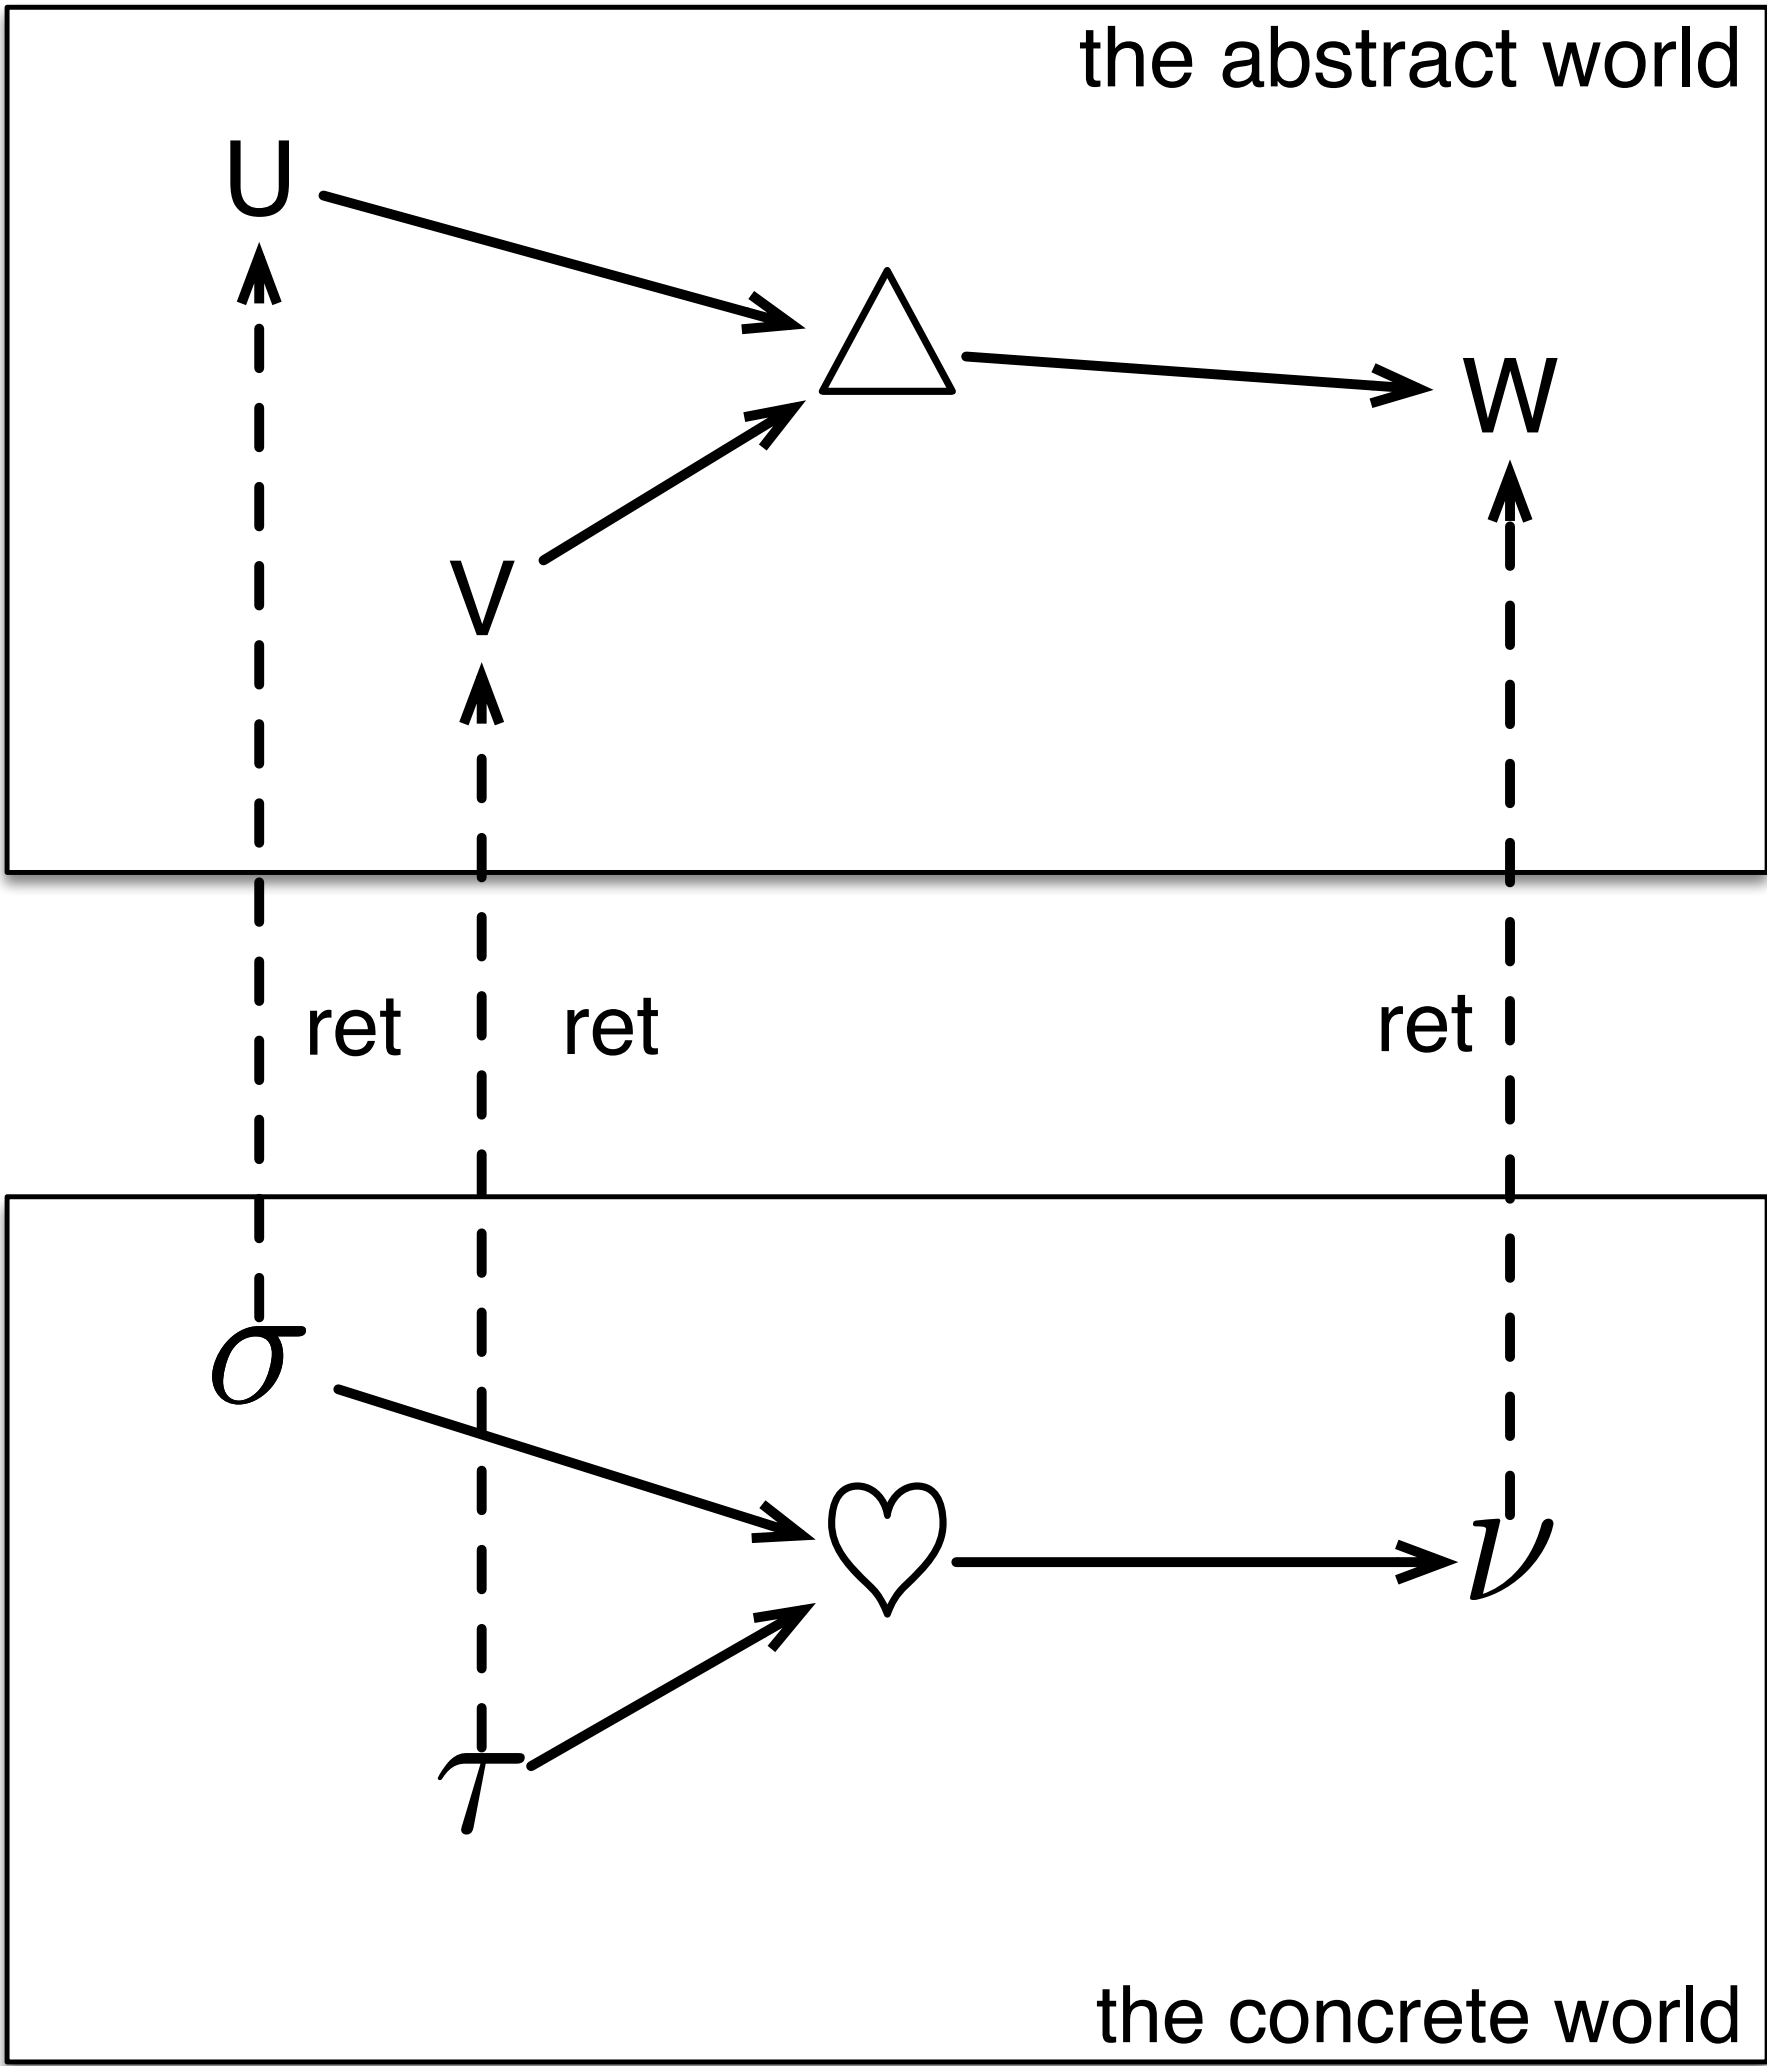 the abstract world
U
W
V
ret ret ret
σ
ν
τ
the concrete world